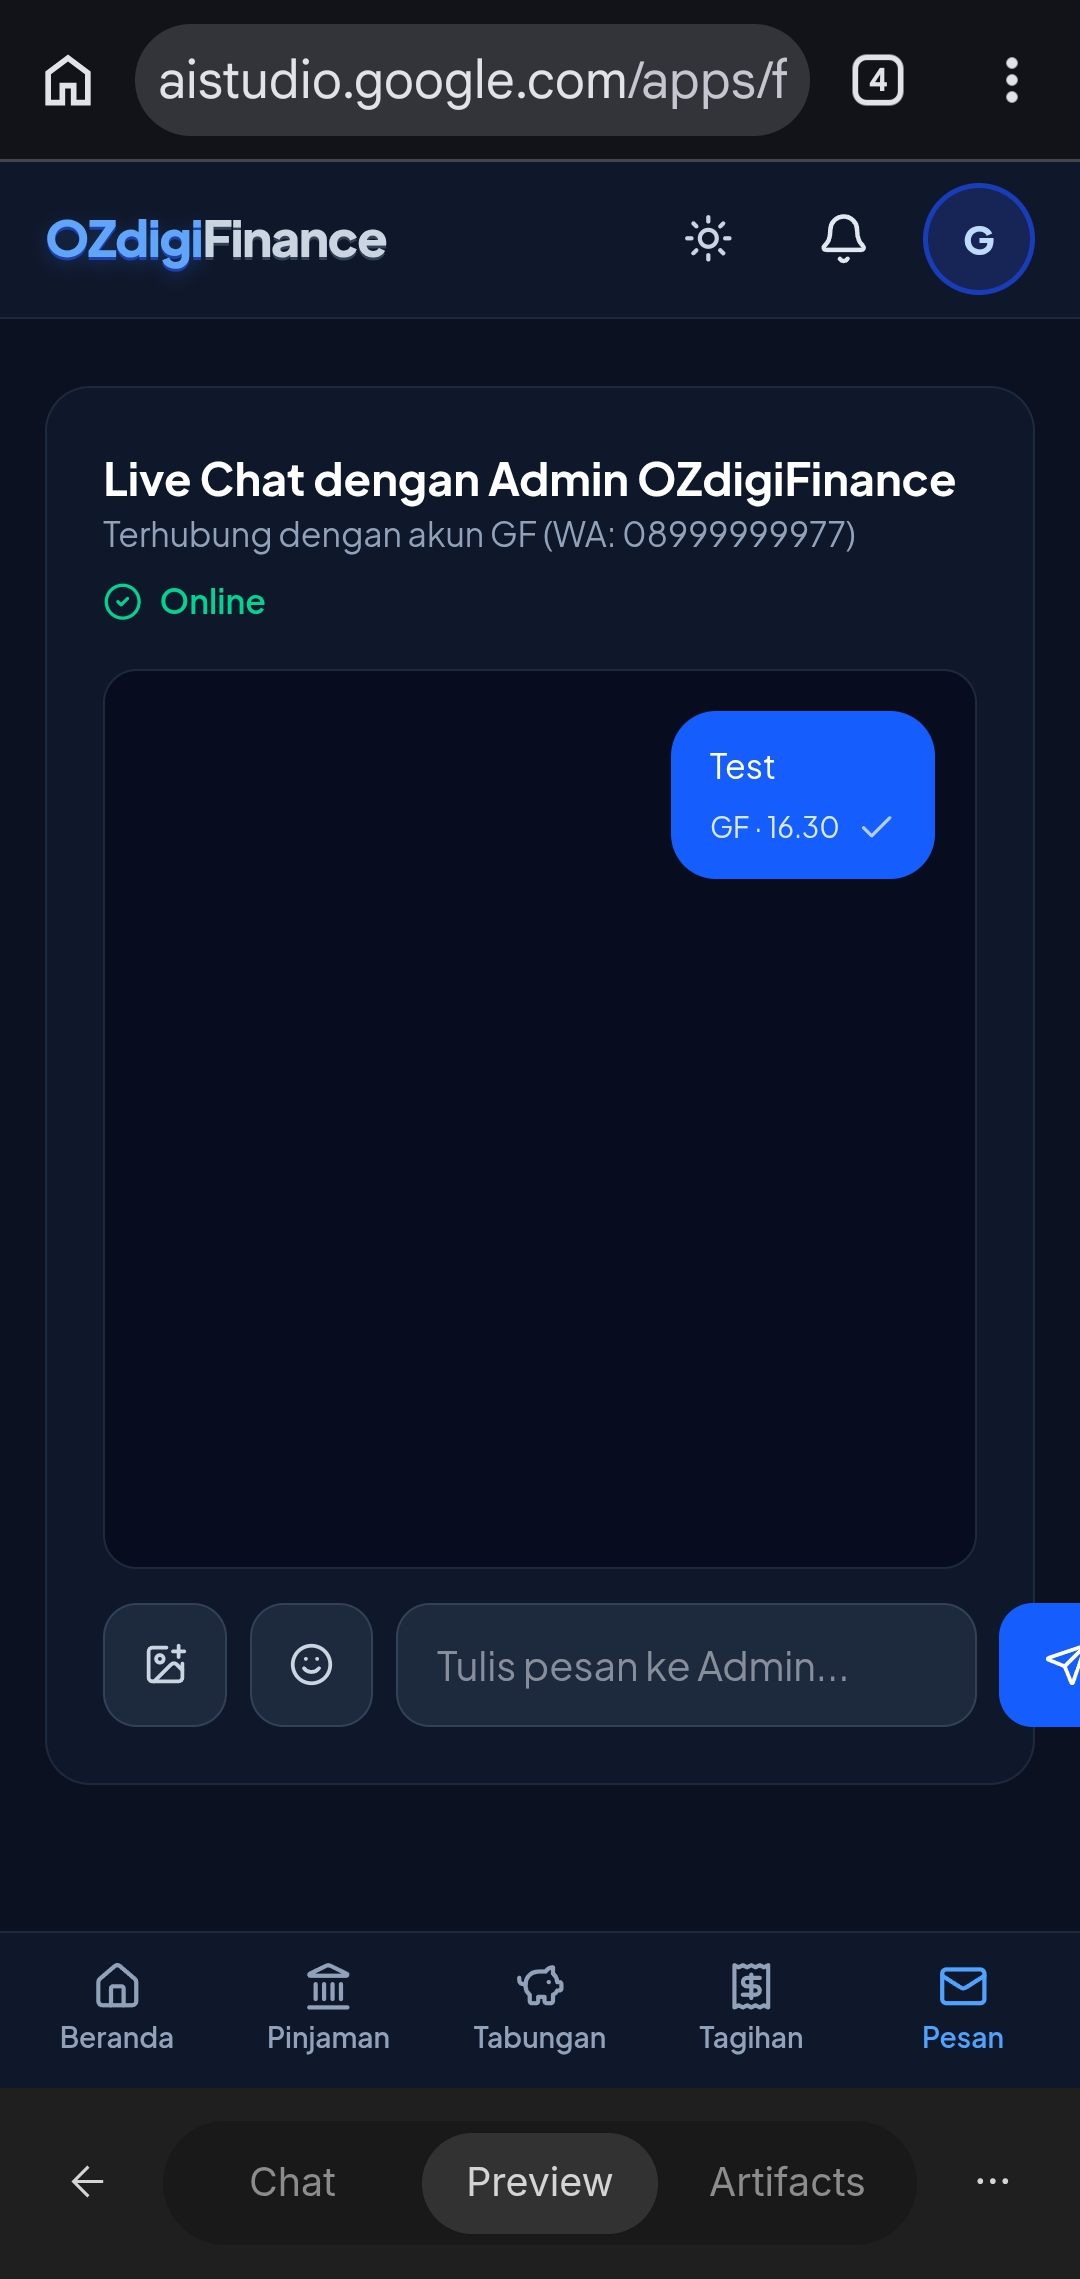 aistudio.google.com/apps/f
4
OZdigiFinance
G
Live Chat dengan Admin OZdigiFinance
Terhubung dengan akun GF (WA: 08999999977)
Online
Test
GF · 16.30
Tulis pesan ke Admin...
Beranda
Pinjaman
Tabungan
Tagihan
Pesan
Chat
Preview
Artifacts